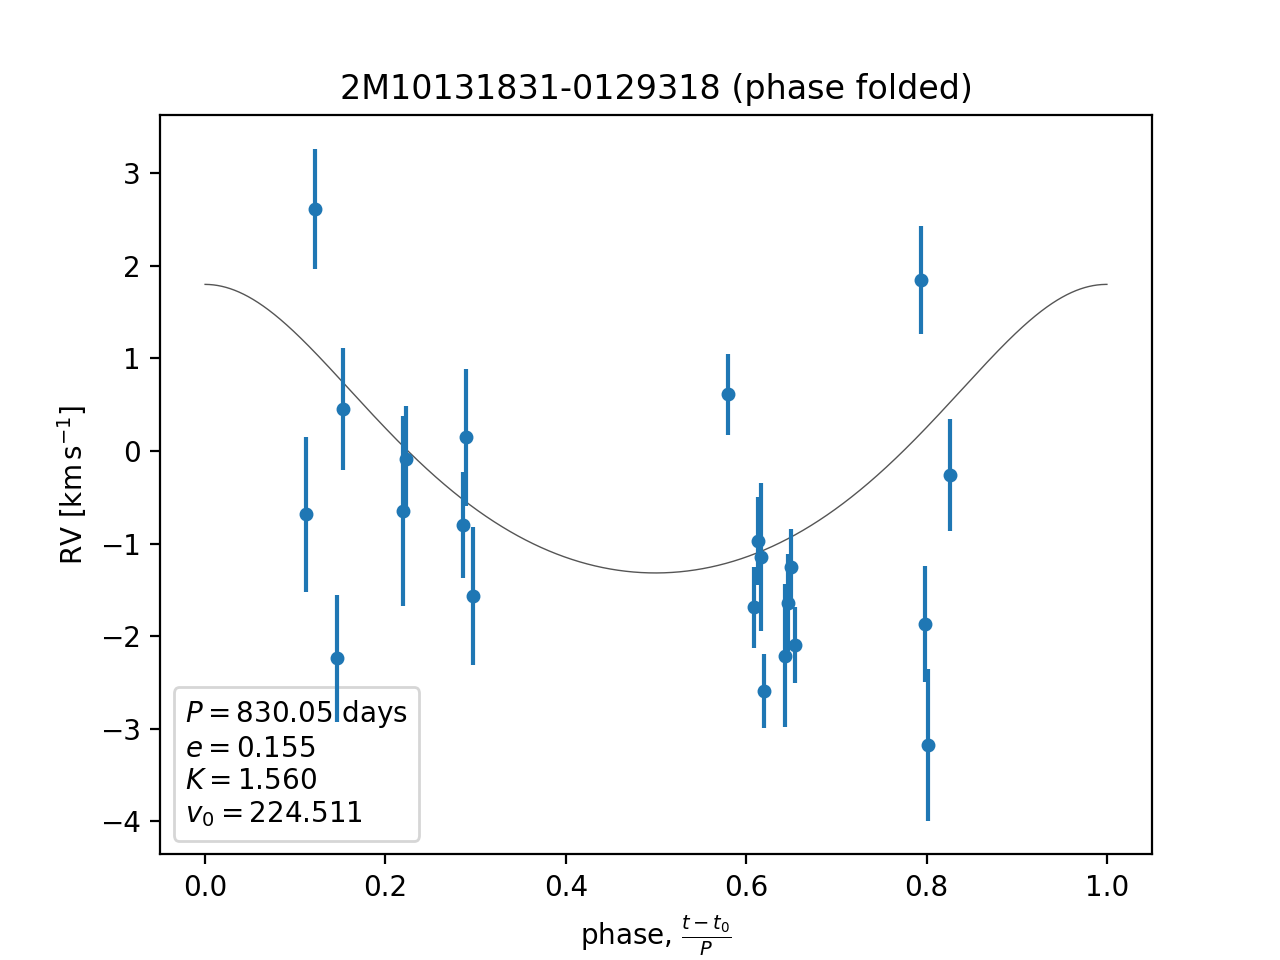 2M10131831-0129318 (phase folded)
RV [km s⁻¹]
3
2
1
0
−1
−2
−3
−4
P = 830.05 days
e = 0.155
K = 1.560
v₀ = 224.511
0.0 0.2 0.4 0.6 0.8 1.0
phase, (t − t₀)/P